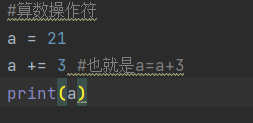 #算数操作符
a = 21
a += 3 #也就是a=a+3
print(a)